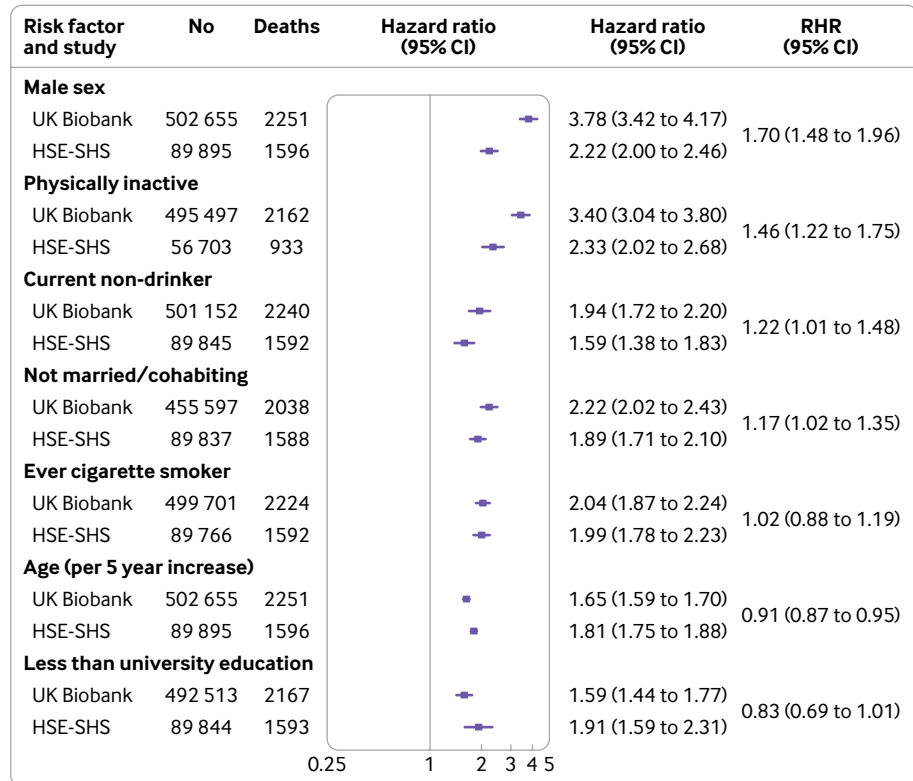 Risk factor and study No Deaths Hazard ratio (95% CI) Hazard ratio (95% CI) RHR (95% CI)
Male sex
UK Biobank 502 655 2251 3.78 (3.42 to 4.17)
1.70 (1.48 to 1.96)
HSE-SHS 89 895 1596 2.22 (2.00 to 2.46)
Physically inactive
UK Biobank 495 497 2162 3.40 (3.04 to 3.80)
1.46 (1.22 to 1.75)
HSE-SHS 56 703 933 2.33 (2.02 to 2.68)
Current non-drinker
UK Biobank 501 152 2240 1.94 (1.72 to 2.20)
1.22 (1.01 to 1.48)
HSE-SHS 89 845 1592 1.59 (1.38 to 1.83)
Not married/cohabiting
UK Biobank 455 597 2038 2.22 (2.02 to 2.43)
1.17 (1.02 to 1.35)
HSE-SHS 89 837 1588 1.89 (1.71 to 2.10)
Ever cigarette smoker
UK Biobank 499 701 2224 2.04 (1.87 to 2.24)
1.02 (0.88 to 1.19)
HSE-SHS 89 766 1592 1.99 (1.78 to 2.23)
Age (per 5 year increase)
UK Biobank 502 655 2251 1.65 (1.59 to 1.70)
0.91 (0.87 to 0.95)
HSE-SHS 89 895 1596 1.81 (1.75 to 1.88)
Less than university education
UK Biobank 492 513 2167 1.59 (1.44 to 1.77)
0.83 (0.69 to 1.01)
HSE-SHS 89 844 1593 1.91 (1.59 to 2.31)
0.25 1 2 3 4 5